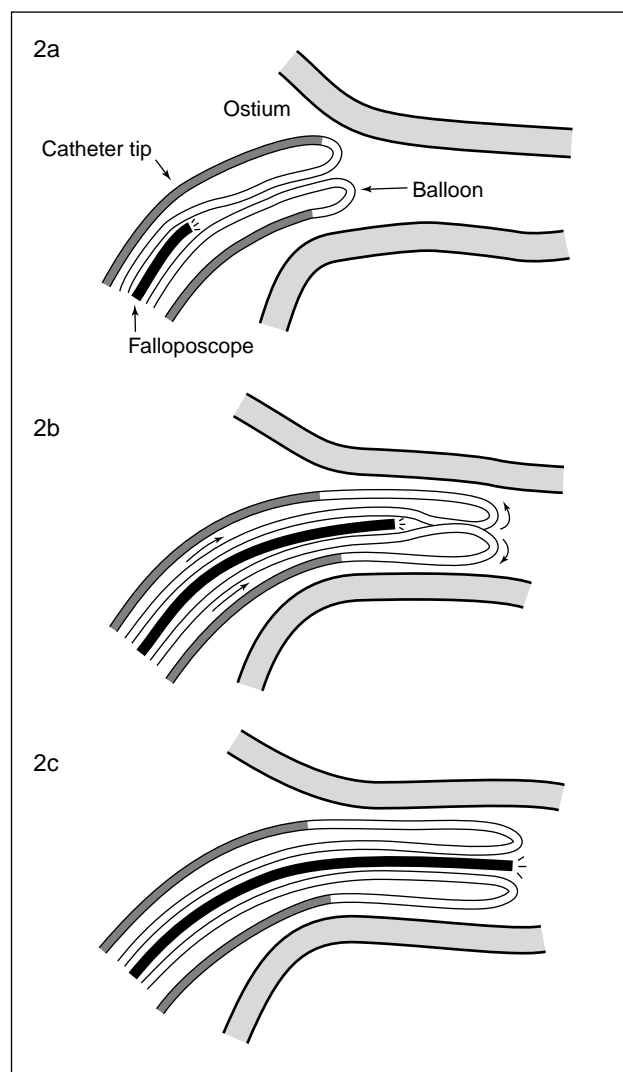 2a
Ostium
Catheter tip
Balloon
Falloposcope
2b
2c